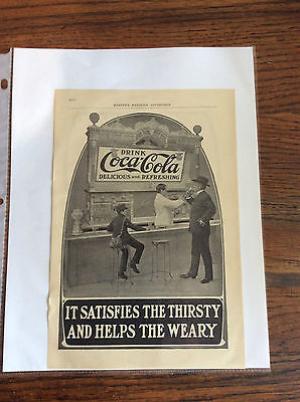 DRINK
Coca-Cola
DELICIOUS and REFRESHING
IT SATISFIES THE THIRSTY
AND HELPS THE WEARY